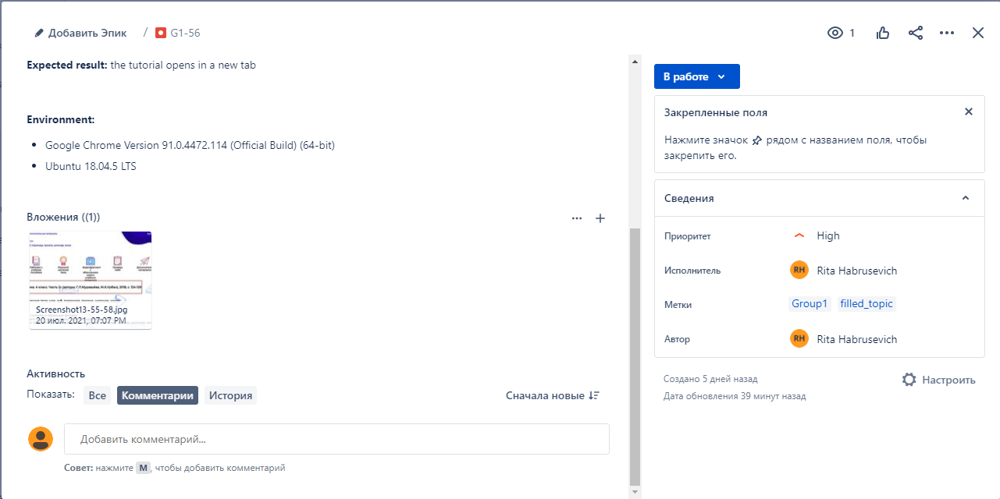 Добавить Эпик / G1-56
1
Expected result: the tutorial opens in a new tab
Environment:
Google Chrome Version 91.0.4472.114 (Official Build) (64-bit)
Ubuntu 18.04.5 LTS
Вложения ((1))
Screenshot13-55-58.jpg
20 июл. 2021, 07:07 PM
Активность
Показать: Все Комментарии История Сначала новые
Добавить комментарий...
Совет: нажмите M, чтобы добавить комментарий
В работе
Закрепленные поля
Нажмите значок рядом с названием поля, чтобы
закрепить его.
Сведения
Приоритет High
Исполнитель RH Rita Habrusevich
Метки Group1 filled_topic
Автор RH Rita Habrusevich
Создано 5 дней назад
Настроить
Дата обновления 39 минут назад